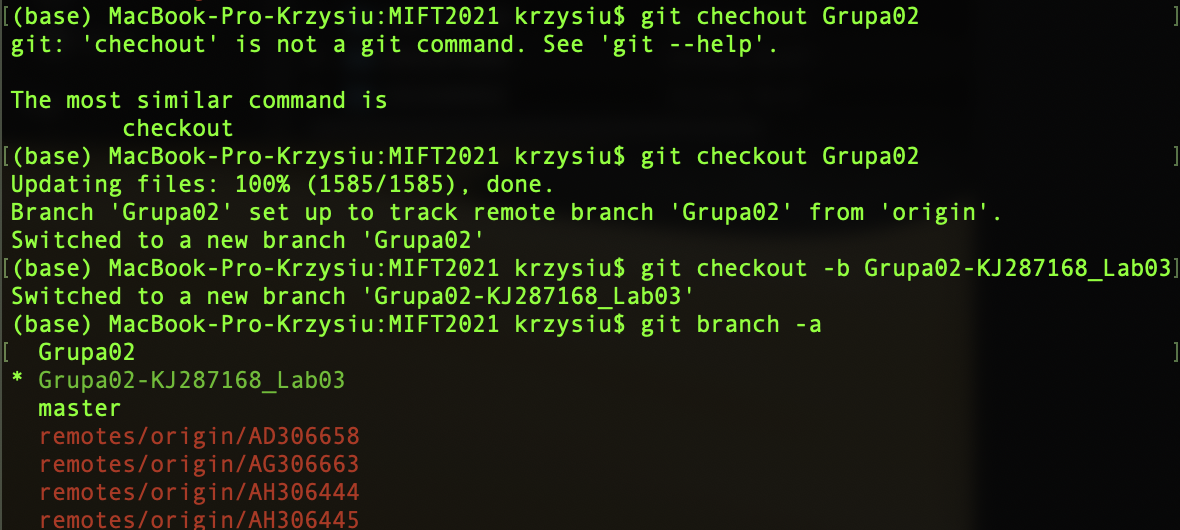 [(base) MacBook-Pro-Krzysiu:MIFT2021 krzysiu$ git chechout Grupa02 ]
git: 'chechout' is not a git command. See 'git --help'.
The most similar command is
checkout
[(base) MacBook-Pro-Krzysiu:MIFT2021 krzysiu$ git checkout Grupa02 ]
Updating files: 100% (1585/1585), done.
Branch 'Grupa02' set up to track remote branch 'Grupa02' from 'origin'.
Switched to a new branch 'Grupa02'
[(base) MacBook-Pro-Krzysiu:MIFT2021 krzysiu$ git checkout -b Grupa02-KJ287168_Lab03]
Switched to a new branch 'Grupa02-KJ287168_Lab03'
(base) MacBook-Pro-Krzysiu:MIFT2021 krzysiu$ git branch -a
[ Grupa02 ]
* Grupa02-KJ287168_Lab03
master
remotes/origin/AD306658
remotes/origin/AG306663
remotes/origin/AH306444
remotes/origin/AH306445